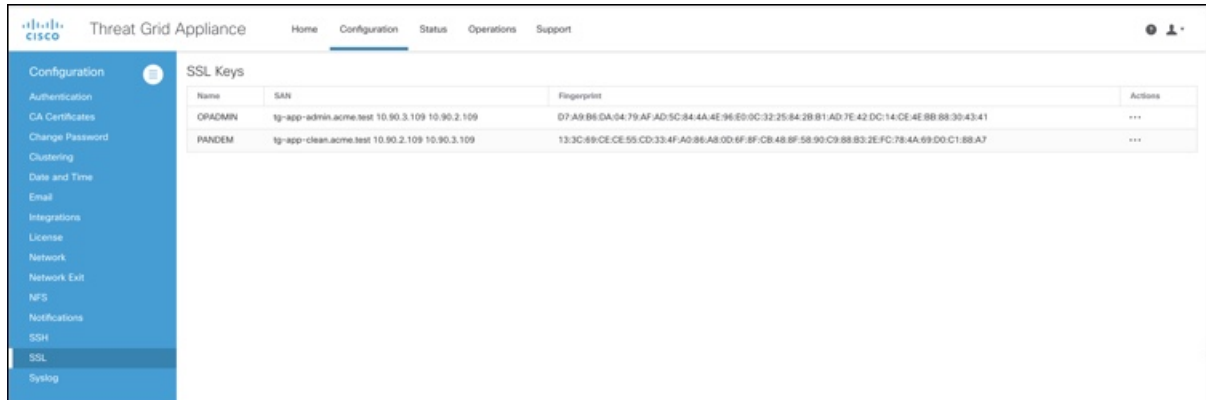 CISCO
Threat Grid Appliance
Home Configuration Status Operations Support
Configuration
Authentication
CA Certificates
Change Password
Clustering
Date and Time
Email
Integrations
License
Network
Network Exit
NFS
Notifications
SSH
SSL
Syslog
SSL Keys
Name SAN Fingerprint Actions
OPADMIN tg-app-admin.acme.test 10.90.3.109 10.90.2.109 D7:A9:B6:DA:04:79:AF:AD:5C:84:4A:4E:96:E0:0C:32:25:84:2B:B1:AD:7E:42:DC:14:CE:4E:BB:88:30:43:41 ...
PANDEM tg-app-clean.acme.test 10.90.2.109 10.90.3.109 13:3C:69:CE:CE:55:CD:33:4F:A0:86:A8:0D:6F:8F:CB:48:BF:58:90:C9:88:B3:2E:FC:78:4A:69:D0:C1:88:A7 ...